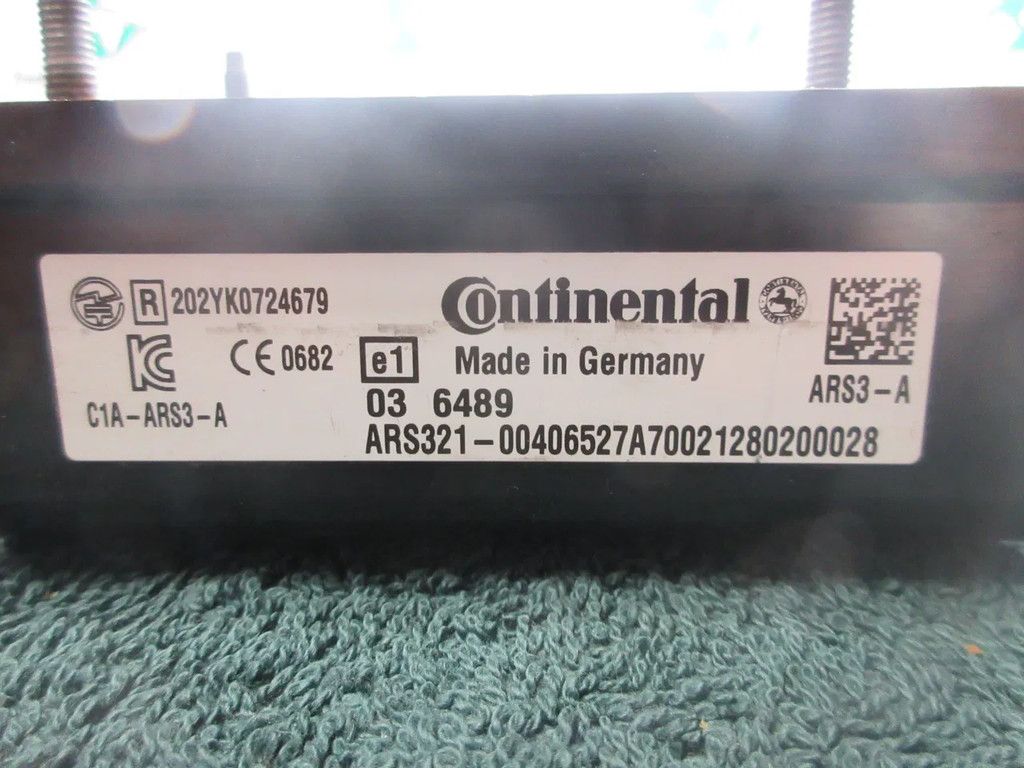 R 202YK0724679
Continental
CE 0682
e1
Made in Germany
ARS3-A
KC
C1A-ARS3-A
03 6489
ARS321-00406527A70021280200028